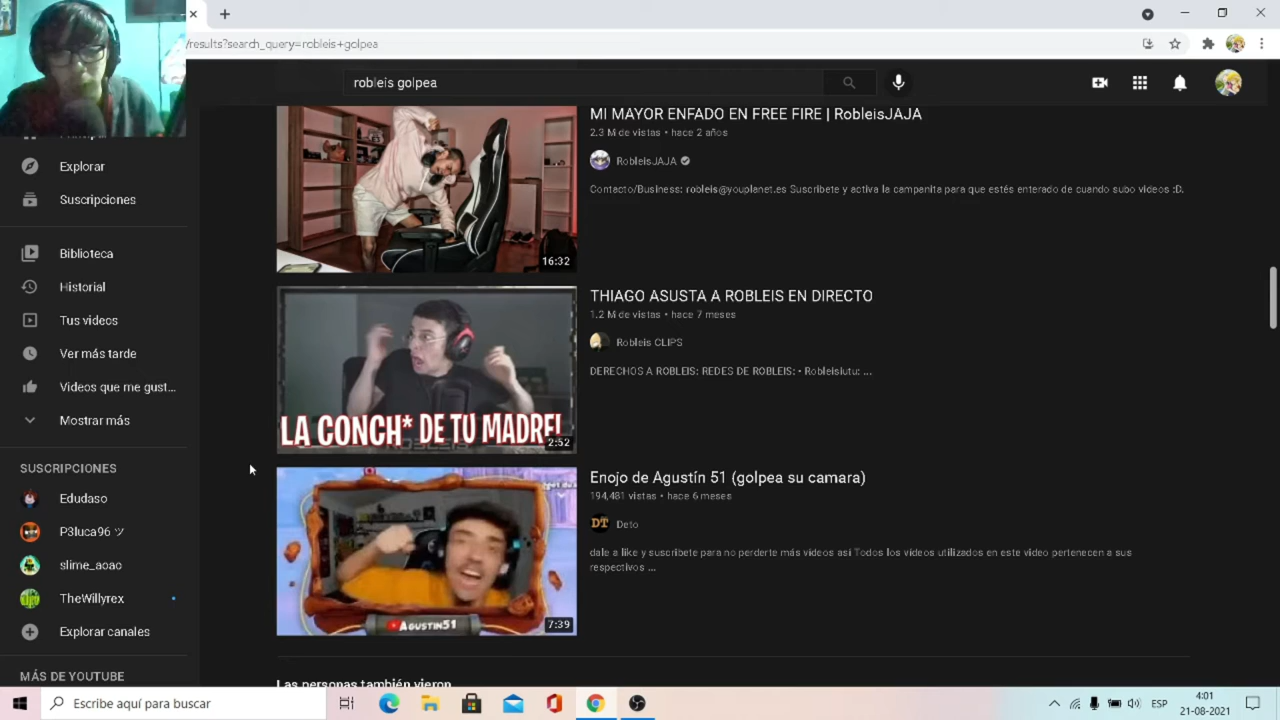 /results?search_query=robleis+golpea
robleis golpea
Explorar
Suscripciones
Biblioteca
Historial
Tus videos
Ver más tarde
Videos que me gust...
Mostrar más
SUSCRIPCIONES
Edudaso
P3luca96 ツ
slime_aoao
TheWillyrex
Explorar canales
MÁS DE YOUTUBE
16:32
MI MAYOR ENFADO EN FREE FIRE | RobleisJAJA
2.3 M de vistas • hace 2 años
RobleisJAJA
Contacto/Business: robleis@youplanet.es Suscribete y activa la campanita para que estés enterado de cuando subo videos :D.
LA CONCH* DE TU MADRE!
2:52
THIAGO ASUSTA A ROBLEIS EN DIRECTO
1.2 M de vistas • hace 7 meses
Robleis CLIPS
DERECHOS A ROBLEIS: REDES DE ROBLEIS: • Robleislutu: ...
AGUSTIN51
7:39
Enojo de Agustín 51 (golpea su camara)
194,481 vistas • hace 6 meses
DT
Deto
dale a like y suscribete para no perderte más videos asi Todos los vídeos utilizados en este video pertenecen a sus
respectivos ...
Las personas también vieron
Escribe aquí para buscar
ESP
4:01
21-08-2021